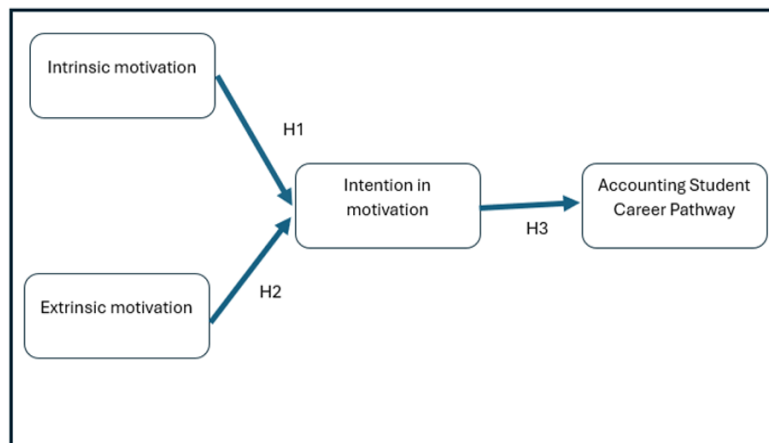 Intrinsic motivation
H1
Intention in
motivation
Accounting Student
Career Pathway
H3
H2
Extrinsic motivation